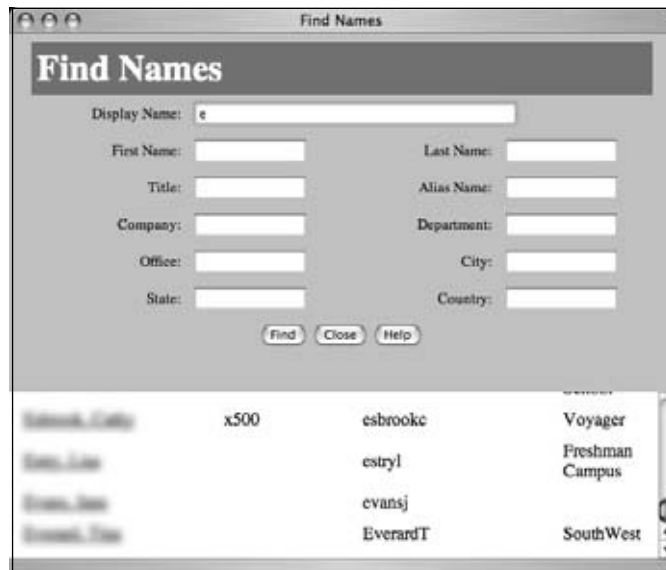 Find Names
Find Names
Display Name: e
First Name: Last Name:
Title: Alias Name:
Company: Department:
Office: City:
State: Country:
Find Close Help
x500 esbrookc Voyager
estryl Freshman
Campus
evansj
EverardT SouthWest